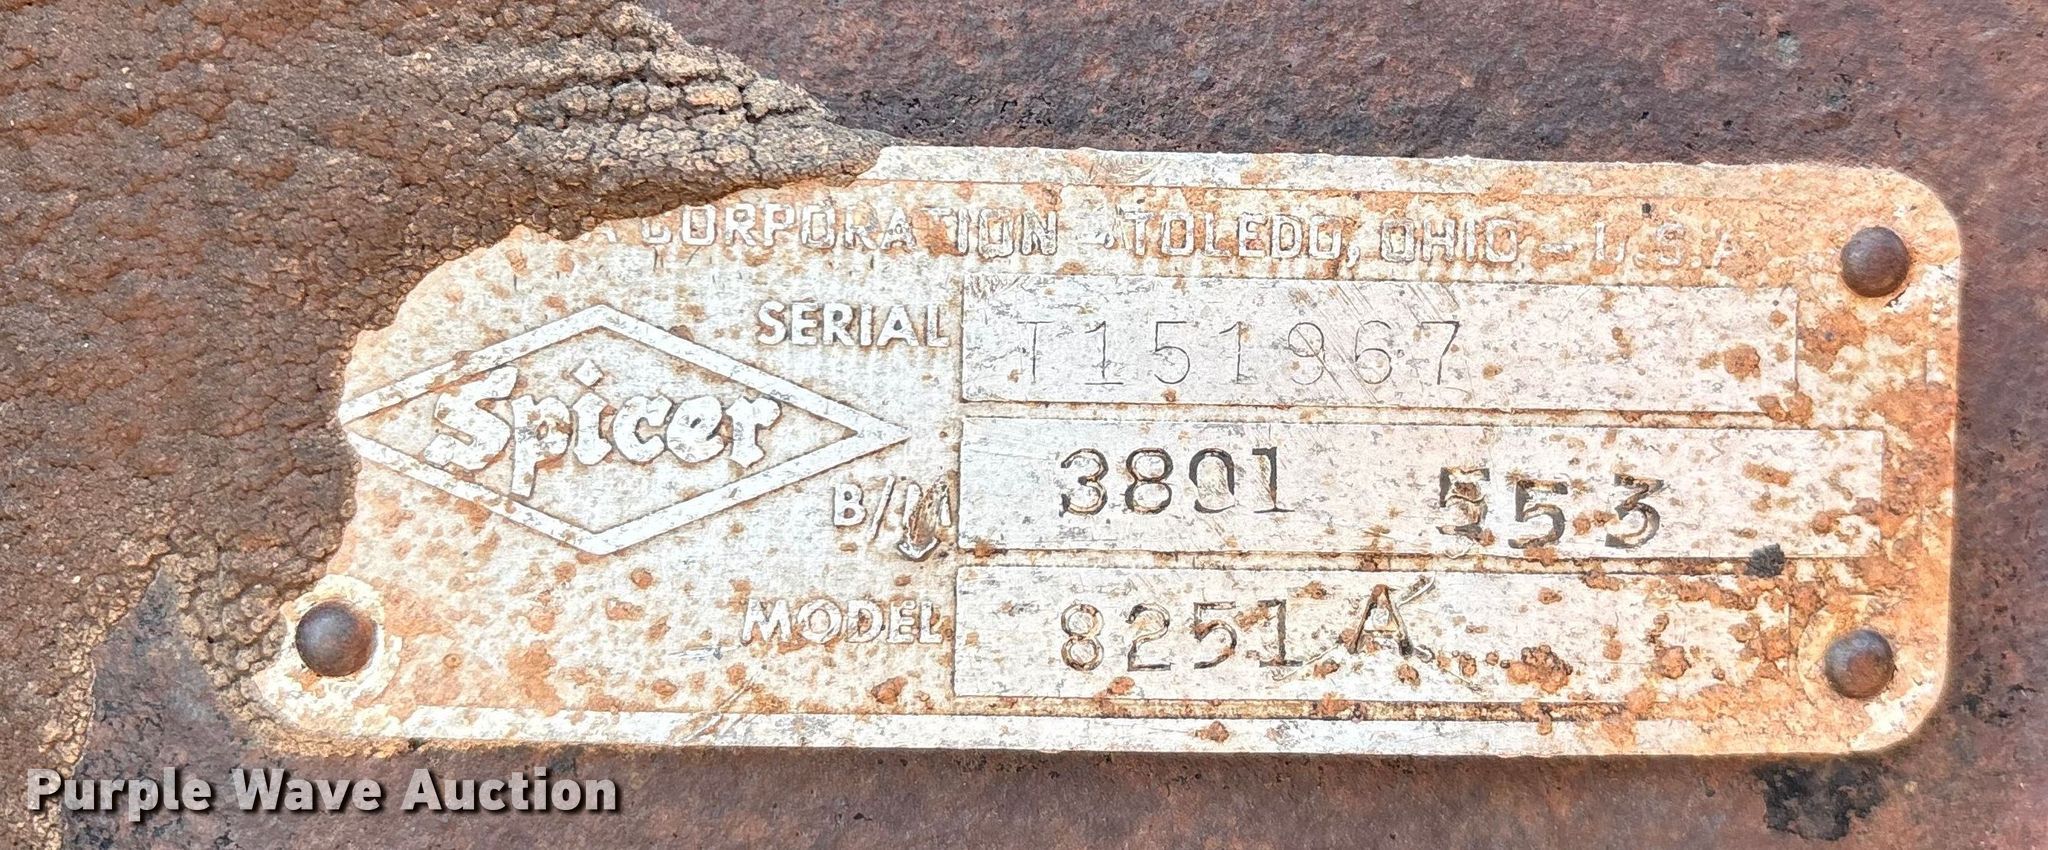 CORPORATION - TOLEDO, OHIO - U.S.A.
SERIAL T151967
Spicer
B/M 3801 553
MODEL 8251A
Purple Wave Auction